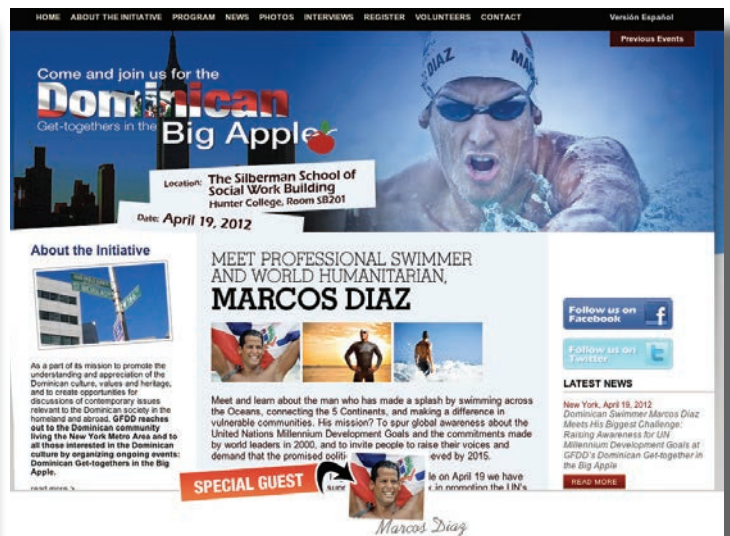 HOME ABOUT THE INITIATIVE PROGRAM NEWS PHOTOS INTERVIEWS REGISTER VOLUNTEERS CONTACT Versión Español
Previous Events
DIAZ
Come and join us for the
Dominican
Get-togethers in the Big Apple
Location: The Silberman School of
Social Work Building
Hunter College, Room SB201
Date: April 19, 2012
About the Initiative
As a part of its mission to promote the
understanding and appreciation of the
Dominican culture, values and heritage,
and to create opportunities for
discussions of contemporary issues
relevant to the Dominican society in the
homeland and abroad, GFDD reaches
out to the Dominican community
living the New York Metro Area and to
all those interested in the Dominican
culture by organizing ongoing events:
Dominican Get-togethers in the Big
Apple.
read more >
MEET PROFESSIONAL SWIMMER
AND WORLD HUMANITARIAN,
MARCOS DIAZ
Meet and learn about the man who has made a splash by swimming across
the Oceans, connecting the 5 Continents, and making a difference in
vulnerable communities. His mission? To spur global awareness about the
United Nations Millennium Development Goals and the commitments made
by world leaders in 2000, and to invite people to raise their voices and
demand that the promised
by 2015.
on April 19 we have
in promoting the UN's
SPECIAL GUEST
Marcos Diaz
Follow us on
Facebook
f
Follow us on
Twitter
t
LATEST NEWS
New York, April 19, 2012
Dominican Swimmer Marcos Diaz
Meets His Biggest Challenge:
Raising Awareness for UN
Millennium Development Goals at
GFDD's Dominican Get-together in
the Big Apple
READ MORE